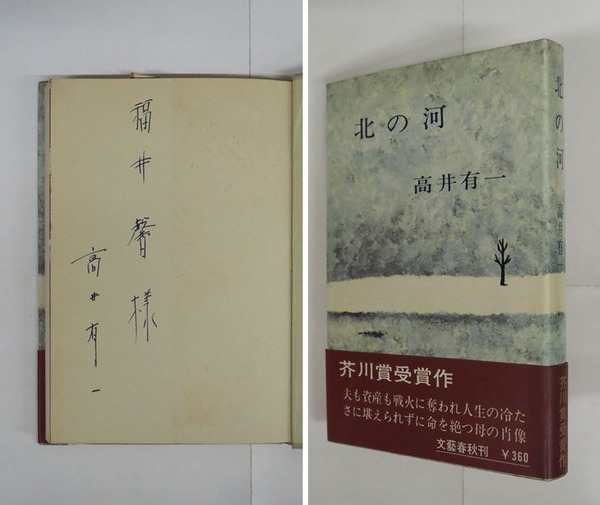 福井馨様
高井有一
北の河
高井有一
芥川賞受賞作
夫も資産も戦火に奪われ人生の冷た
さに堪えられずに命を絶つ母の肖像
文藝春秋刊 ￥360
北の河 高井有一
芥川賞受賞作